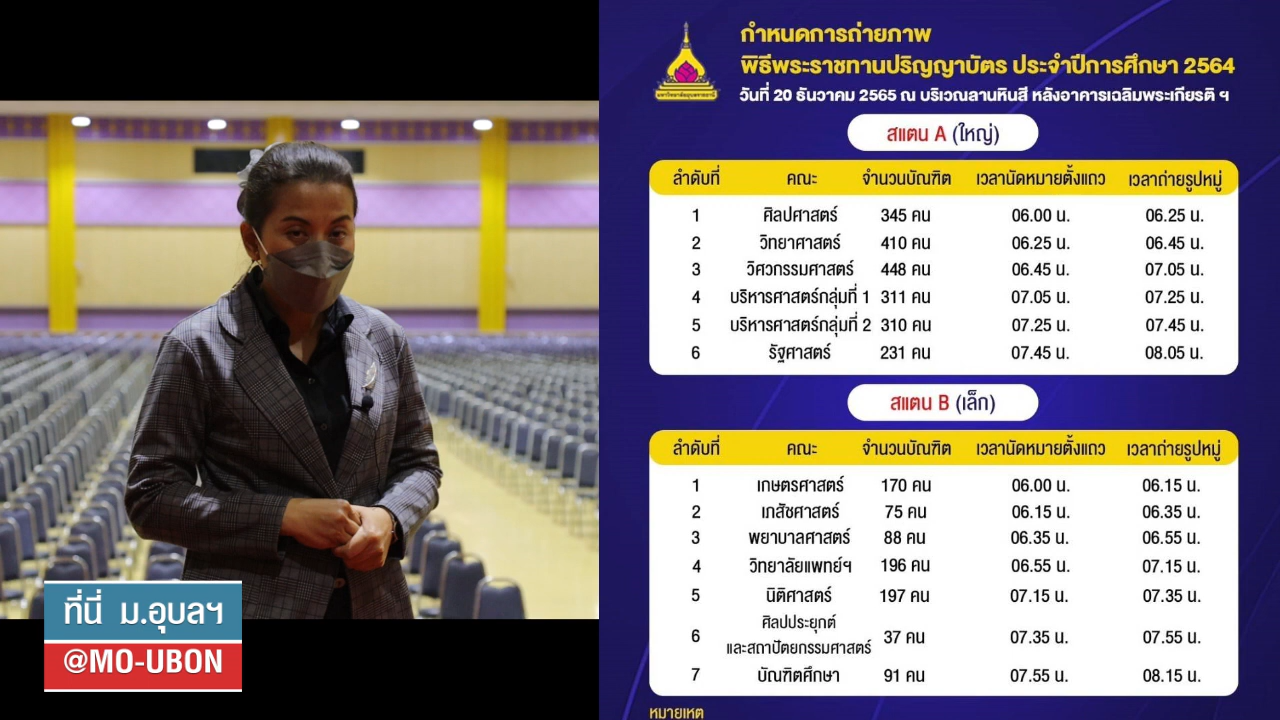 กำหนดการถ่ายภาพ
พิธีพระราชทานปริญญาบัตร ประจำปีการศึกษา 2564
วันที่ 20 ธันวาคม 2565 ณ บริเวณลานหินสี หลังอาคารเฉลิมพระเกียรติ ฯ
มหาวิทยาลัยอุบลราชธานี
สแตน A (ใหญ่)
ลำดับที่ คณะ จำนวนบัณฑิต เวลานัดหมายตั้งแถว เวลาถ่ายรูปหมู่
1 ศิลปศาสตร์ 345 คน 06.00 น. 06.25 น.
2 วิทยาศาสตร์ 410 คน 06.25 น. 06.45 น.
3 วิศวกรรมศาสตร์ 448 คน 06.45 น. 07.05 น.
4 บริหารศาสตร์กลุ่มที่ 1 311 คน 07.05 น. 07.25 น.
5 บริหารศาสตร์กลุ่มที่ 2 310 คน 07.25 น. 07.45 น.
6 รัฐศาสตร์ 231 คน 07.45 น. 08.05 น.
สแตน B (เล็ก)
ลำดับที่ คณะ จำนวนบัณฑิต เวลานัดหมายตั้งแถว เวลาถ่ายรูปหมู่
1 เกษตรศาสตร์ 170 คน 06.00 น. 06.15 น.
2 เภสัชศาสตร์ 75 คน 06.15 น. 06.35 น.
3 พยาบาลศาสตร์ 88 คน 06.35 น. 06.55 น.
4 วิทยาลัยแพทย์ฯ 196 คน 06.55 น. 07.15 น.
5 นิติศาสตร์ 197 คน 07.15 น. 07.35 น.
6 ศิลปประยุกต์
และสถาปัตยกรรมศาสตร์ 37 คน 07.35 น. 07.55 น.
7 บัณฑิตศึกษา 91 คน 07.55 น. 08.15 น.
หมายเหตุ
ที่นี่ ม.อุบลฯ
@MO-UBON